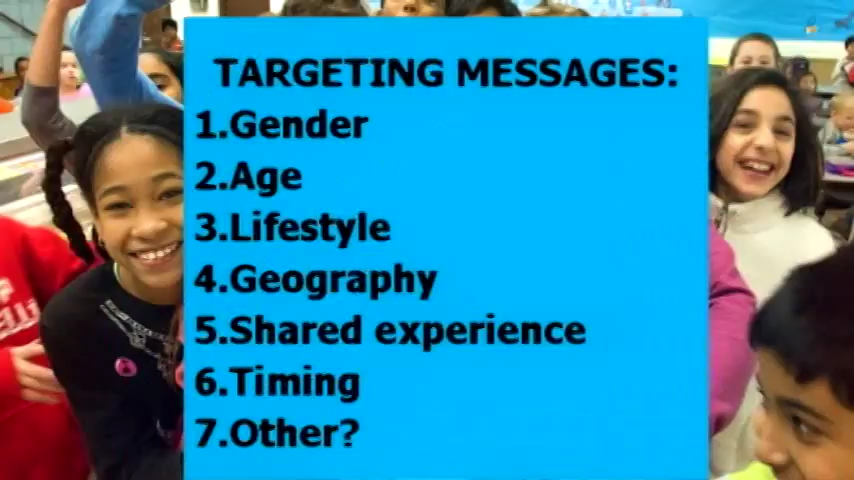 TARGETING MESSAGES:
1.Gender
2.Age
3.Lifestyle
4.Geography
5.Shared experience
6.Timing
7.Other?